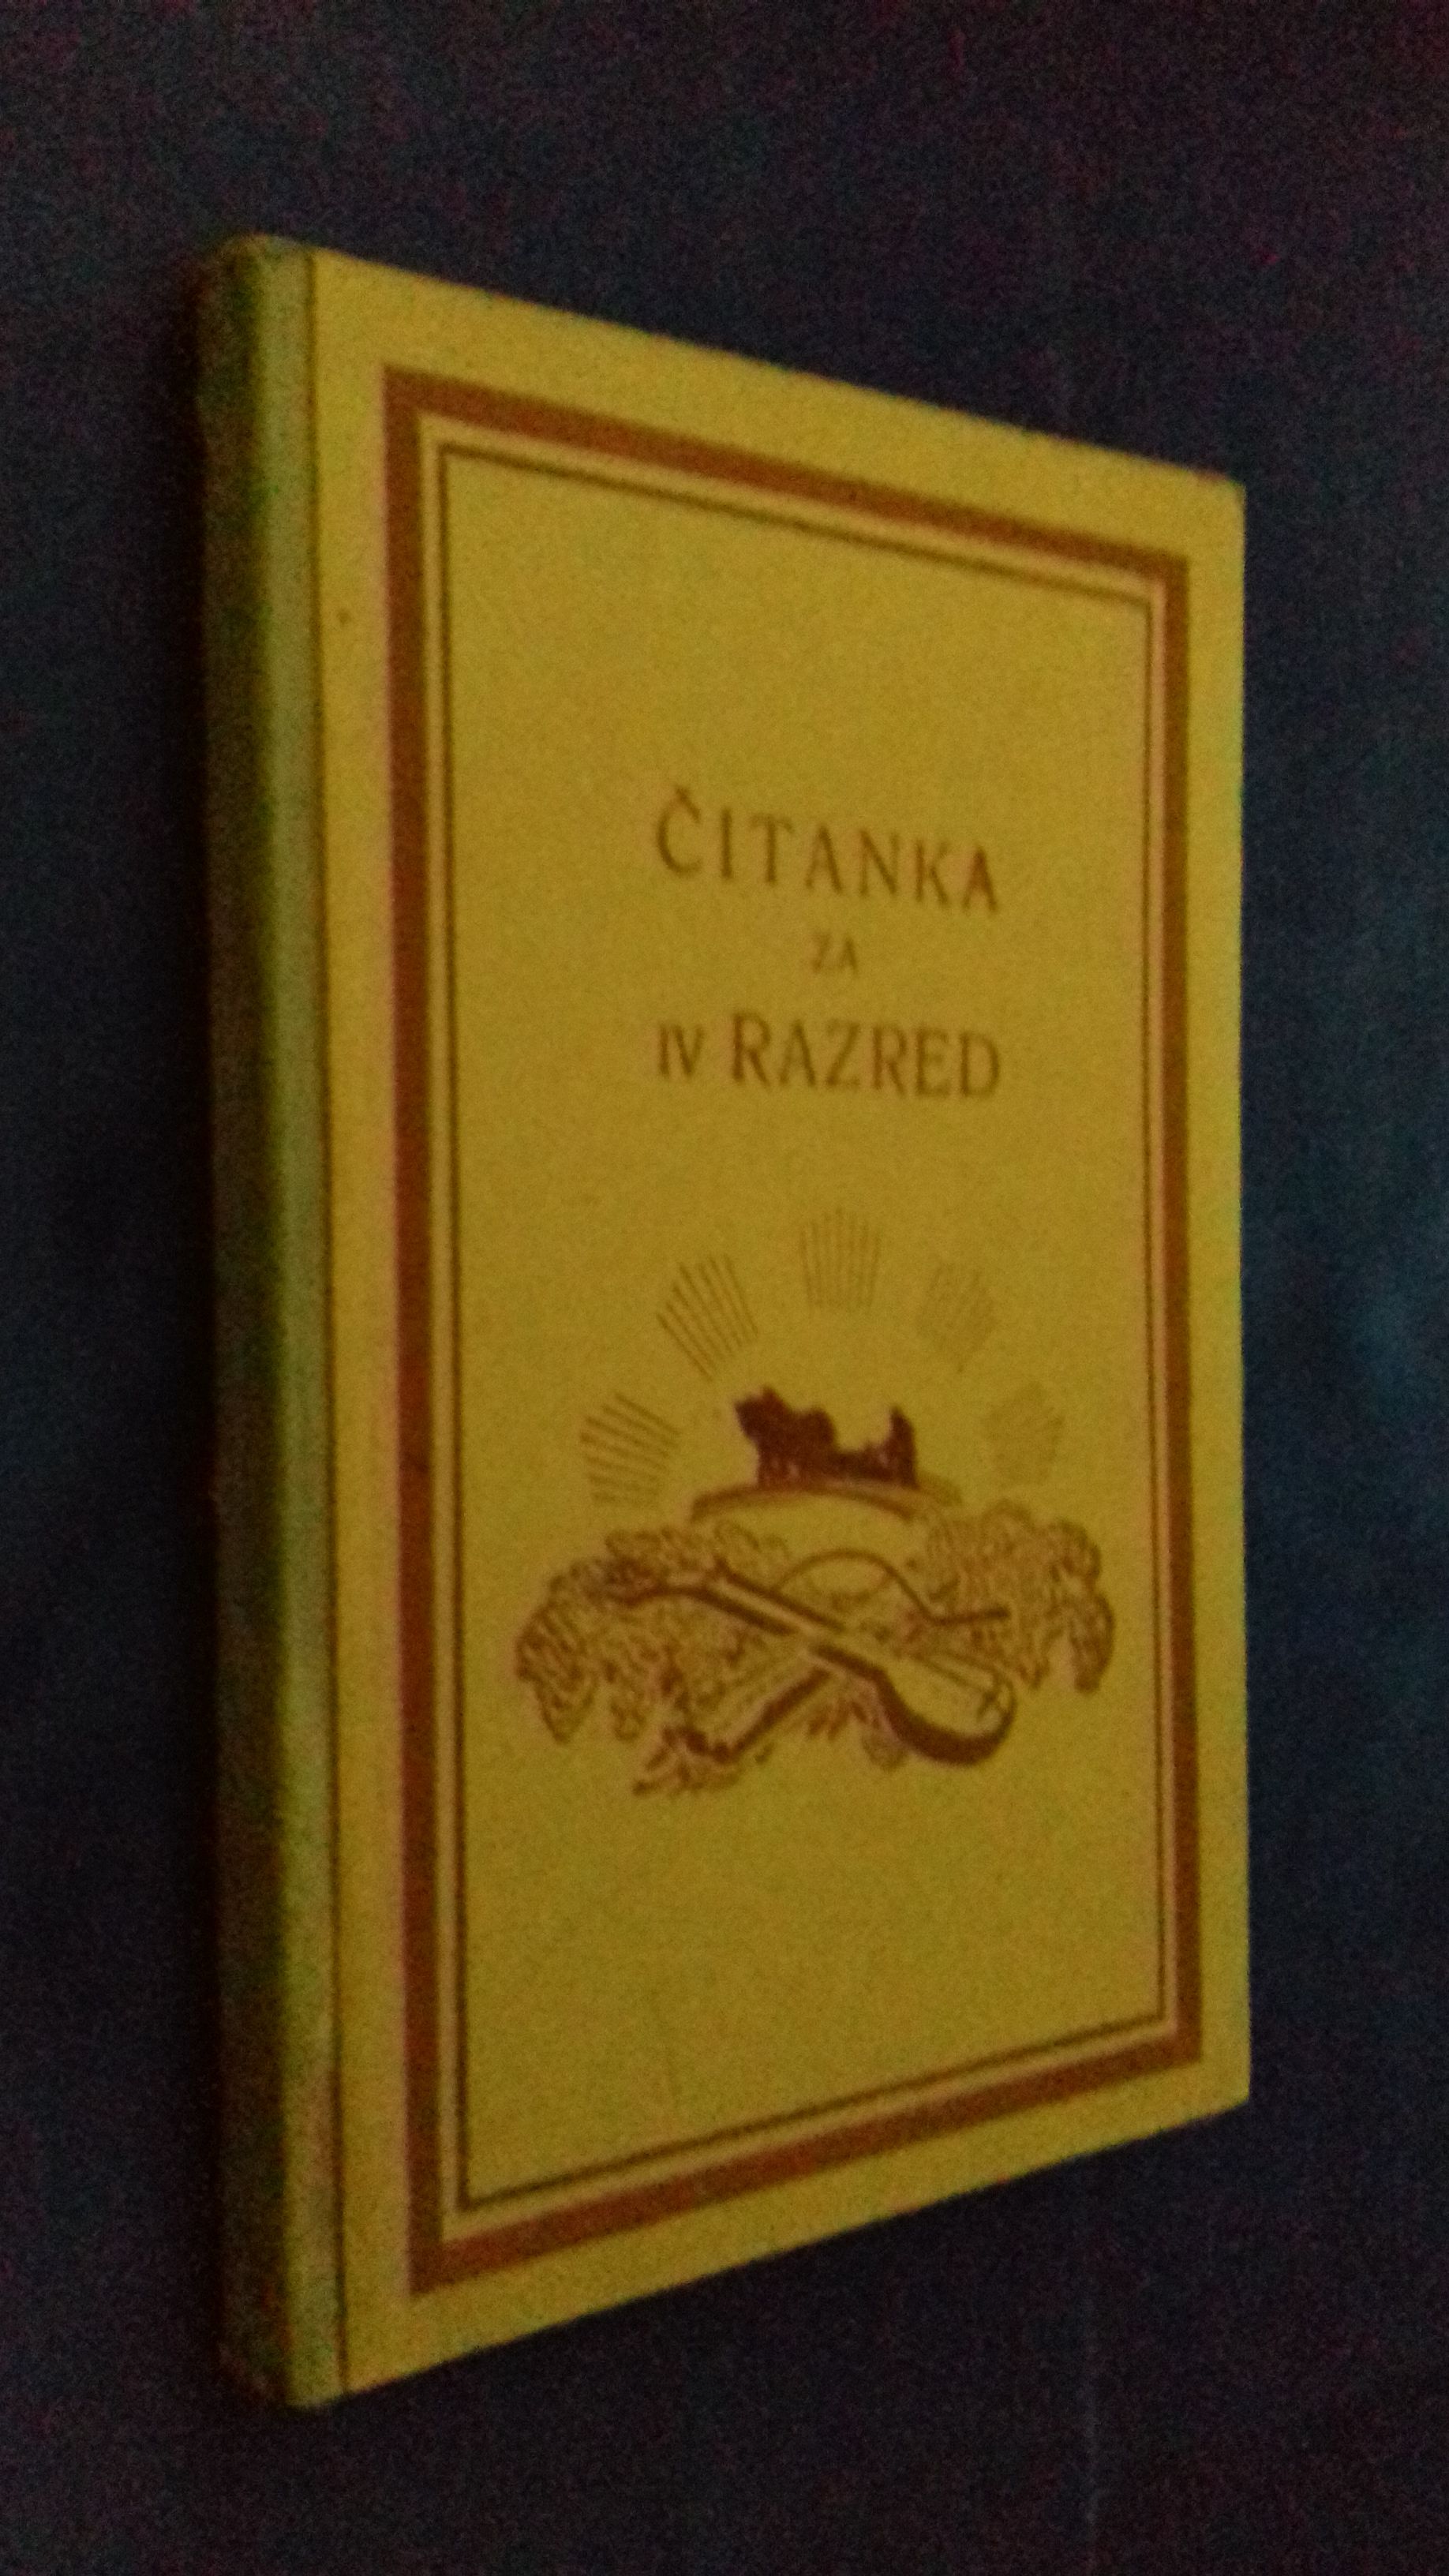 ČITANKA
ZA
IV RAZRED